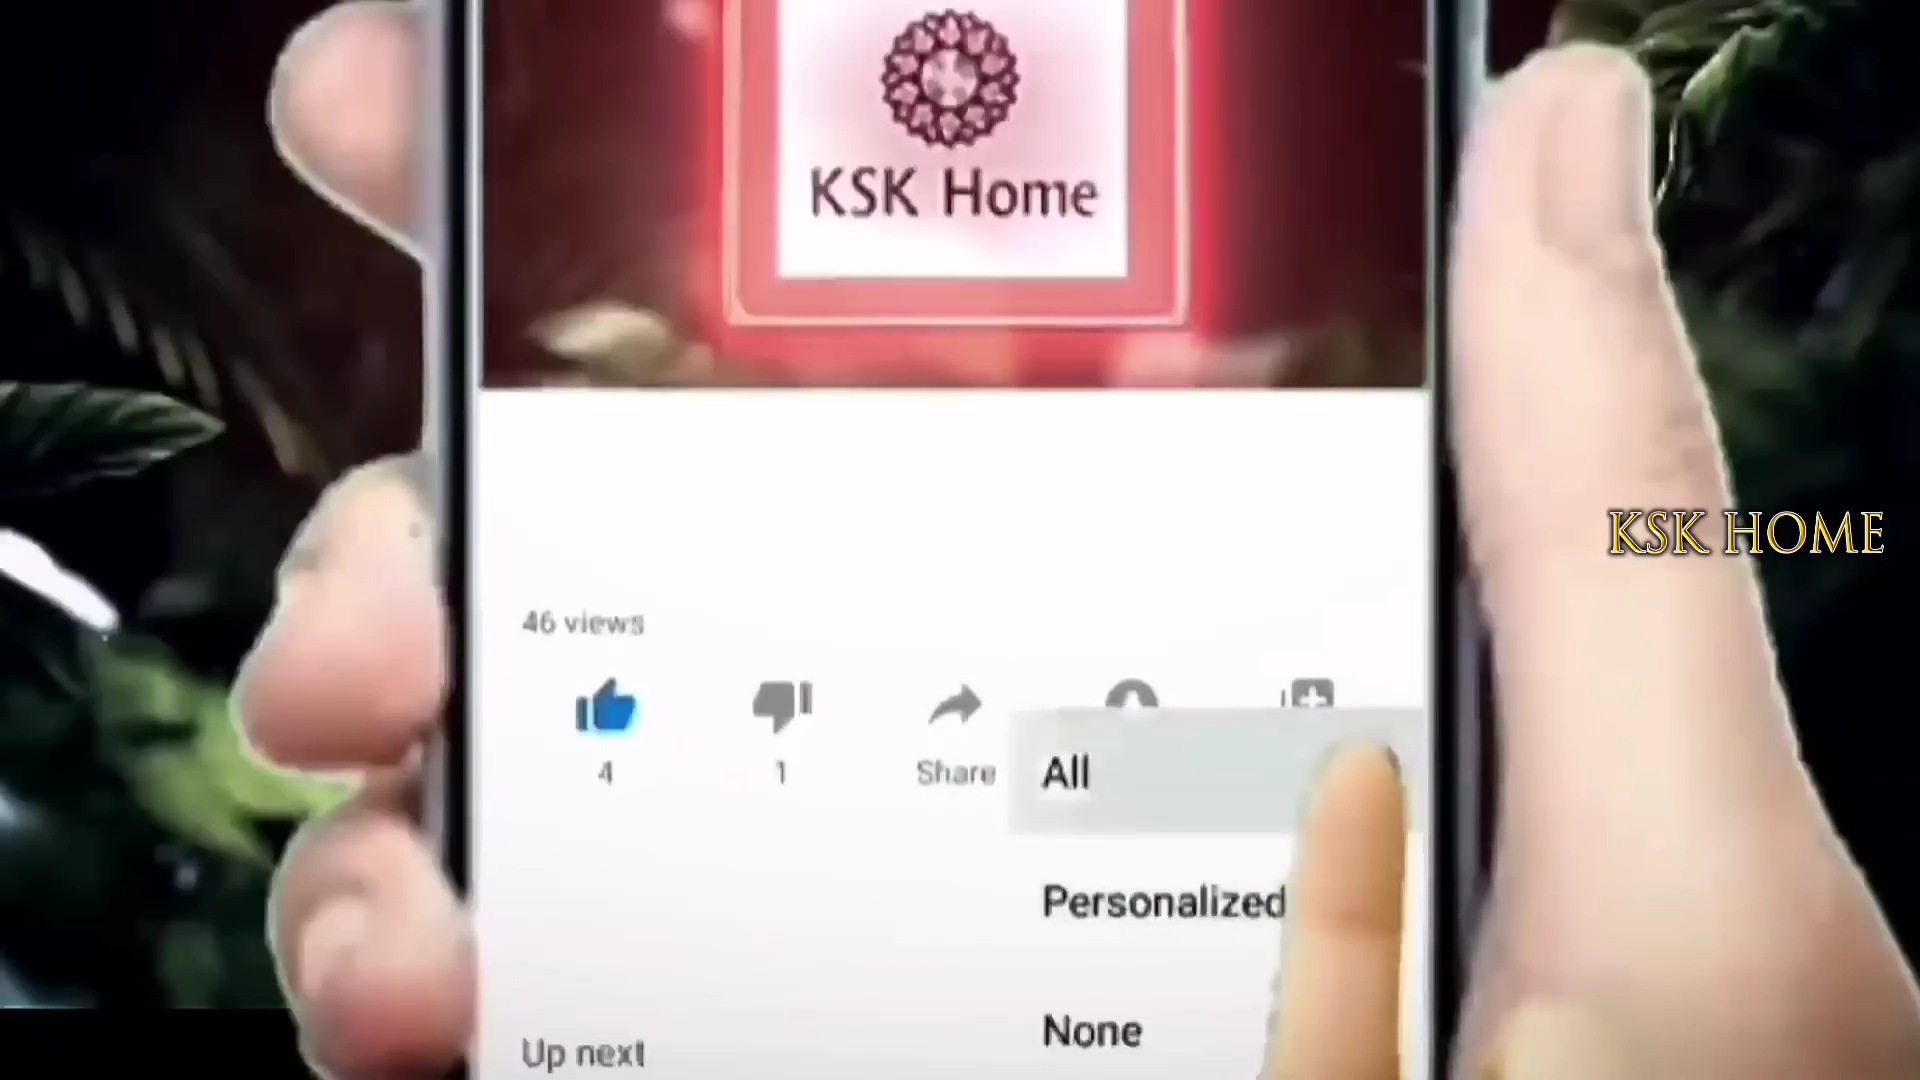 KSK Home
KSK HOME
46 views
4
1
Share
All
Personalized
None
Up next